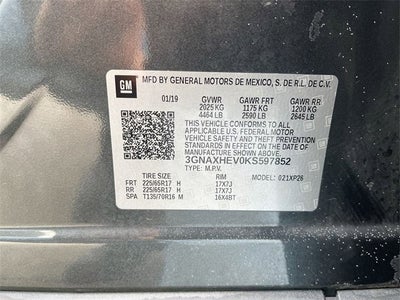 GM
MFD BY GENERAL MOTORS DE MEXICO, S. DE R.L. DE C.V.
01/19 GVWR GAWR FRT GAWR RR
2025 KG 1175 KG 1200 KG
4464 LB 2590 LB 2645 LB
THIS VEHICLE CONFORMS TO ALL APPLICABLE
U.S. FEDERAL MOTOR
VEHICLE SAFETY AND THEFT PREVENTION
STANDARDS IN EFFECT ON THE DATE OF
MANUFACTURE SHOWN ABOVE.
3GNAXHEV0KS597852
TYPE: M.P.V. MODEL: 021XP26
TIRE SIZE RIM
FRT 225/65R17 H 17X7J
RR 225/65R17 H 17X7J
SPA T135/70R16 M 16X4BT